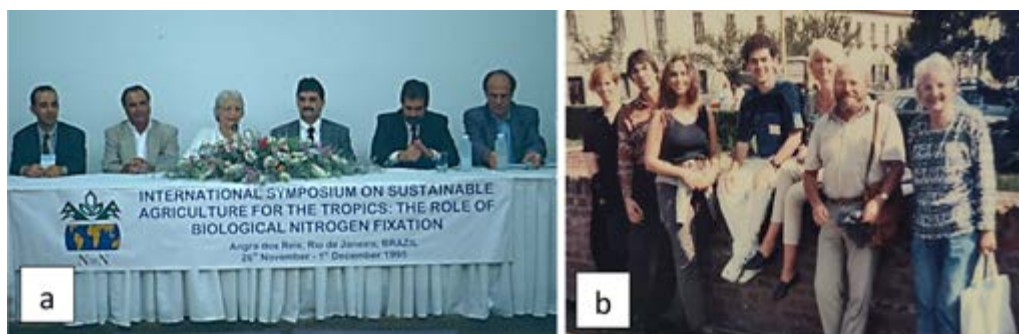 INTERNATIONAL SYMPOSIUM ON SUSTAINABLE
AGRICULTURE FOR THE TROPICS: THE ROLE OF
BIOLOGICAL NITROGEN FIXATION
Angra dos Reis, Rio de Janeiro, BRAZIL
26th November - 1st December 1995
N≡N
a
b